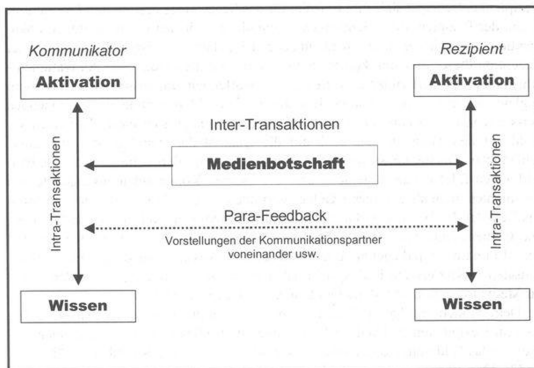 Kommunikator
Rezipient
Aktivation
Aktivation
Inter-Transaktionen
Medienbotschaft
Intra-Transaktionen
Intra-Transaktionen
Para-Feedback
Vorstellungen der Kommunikationspartner
voneinander usw.
Wissen
Wissen